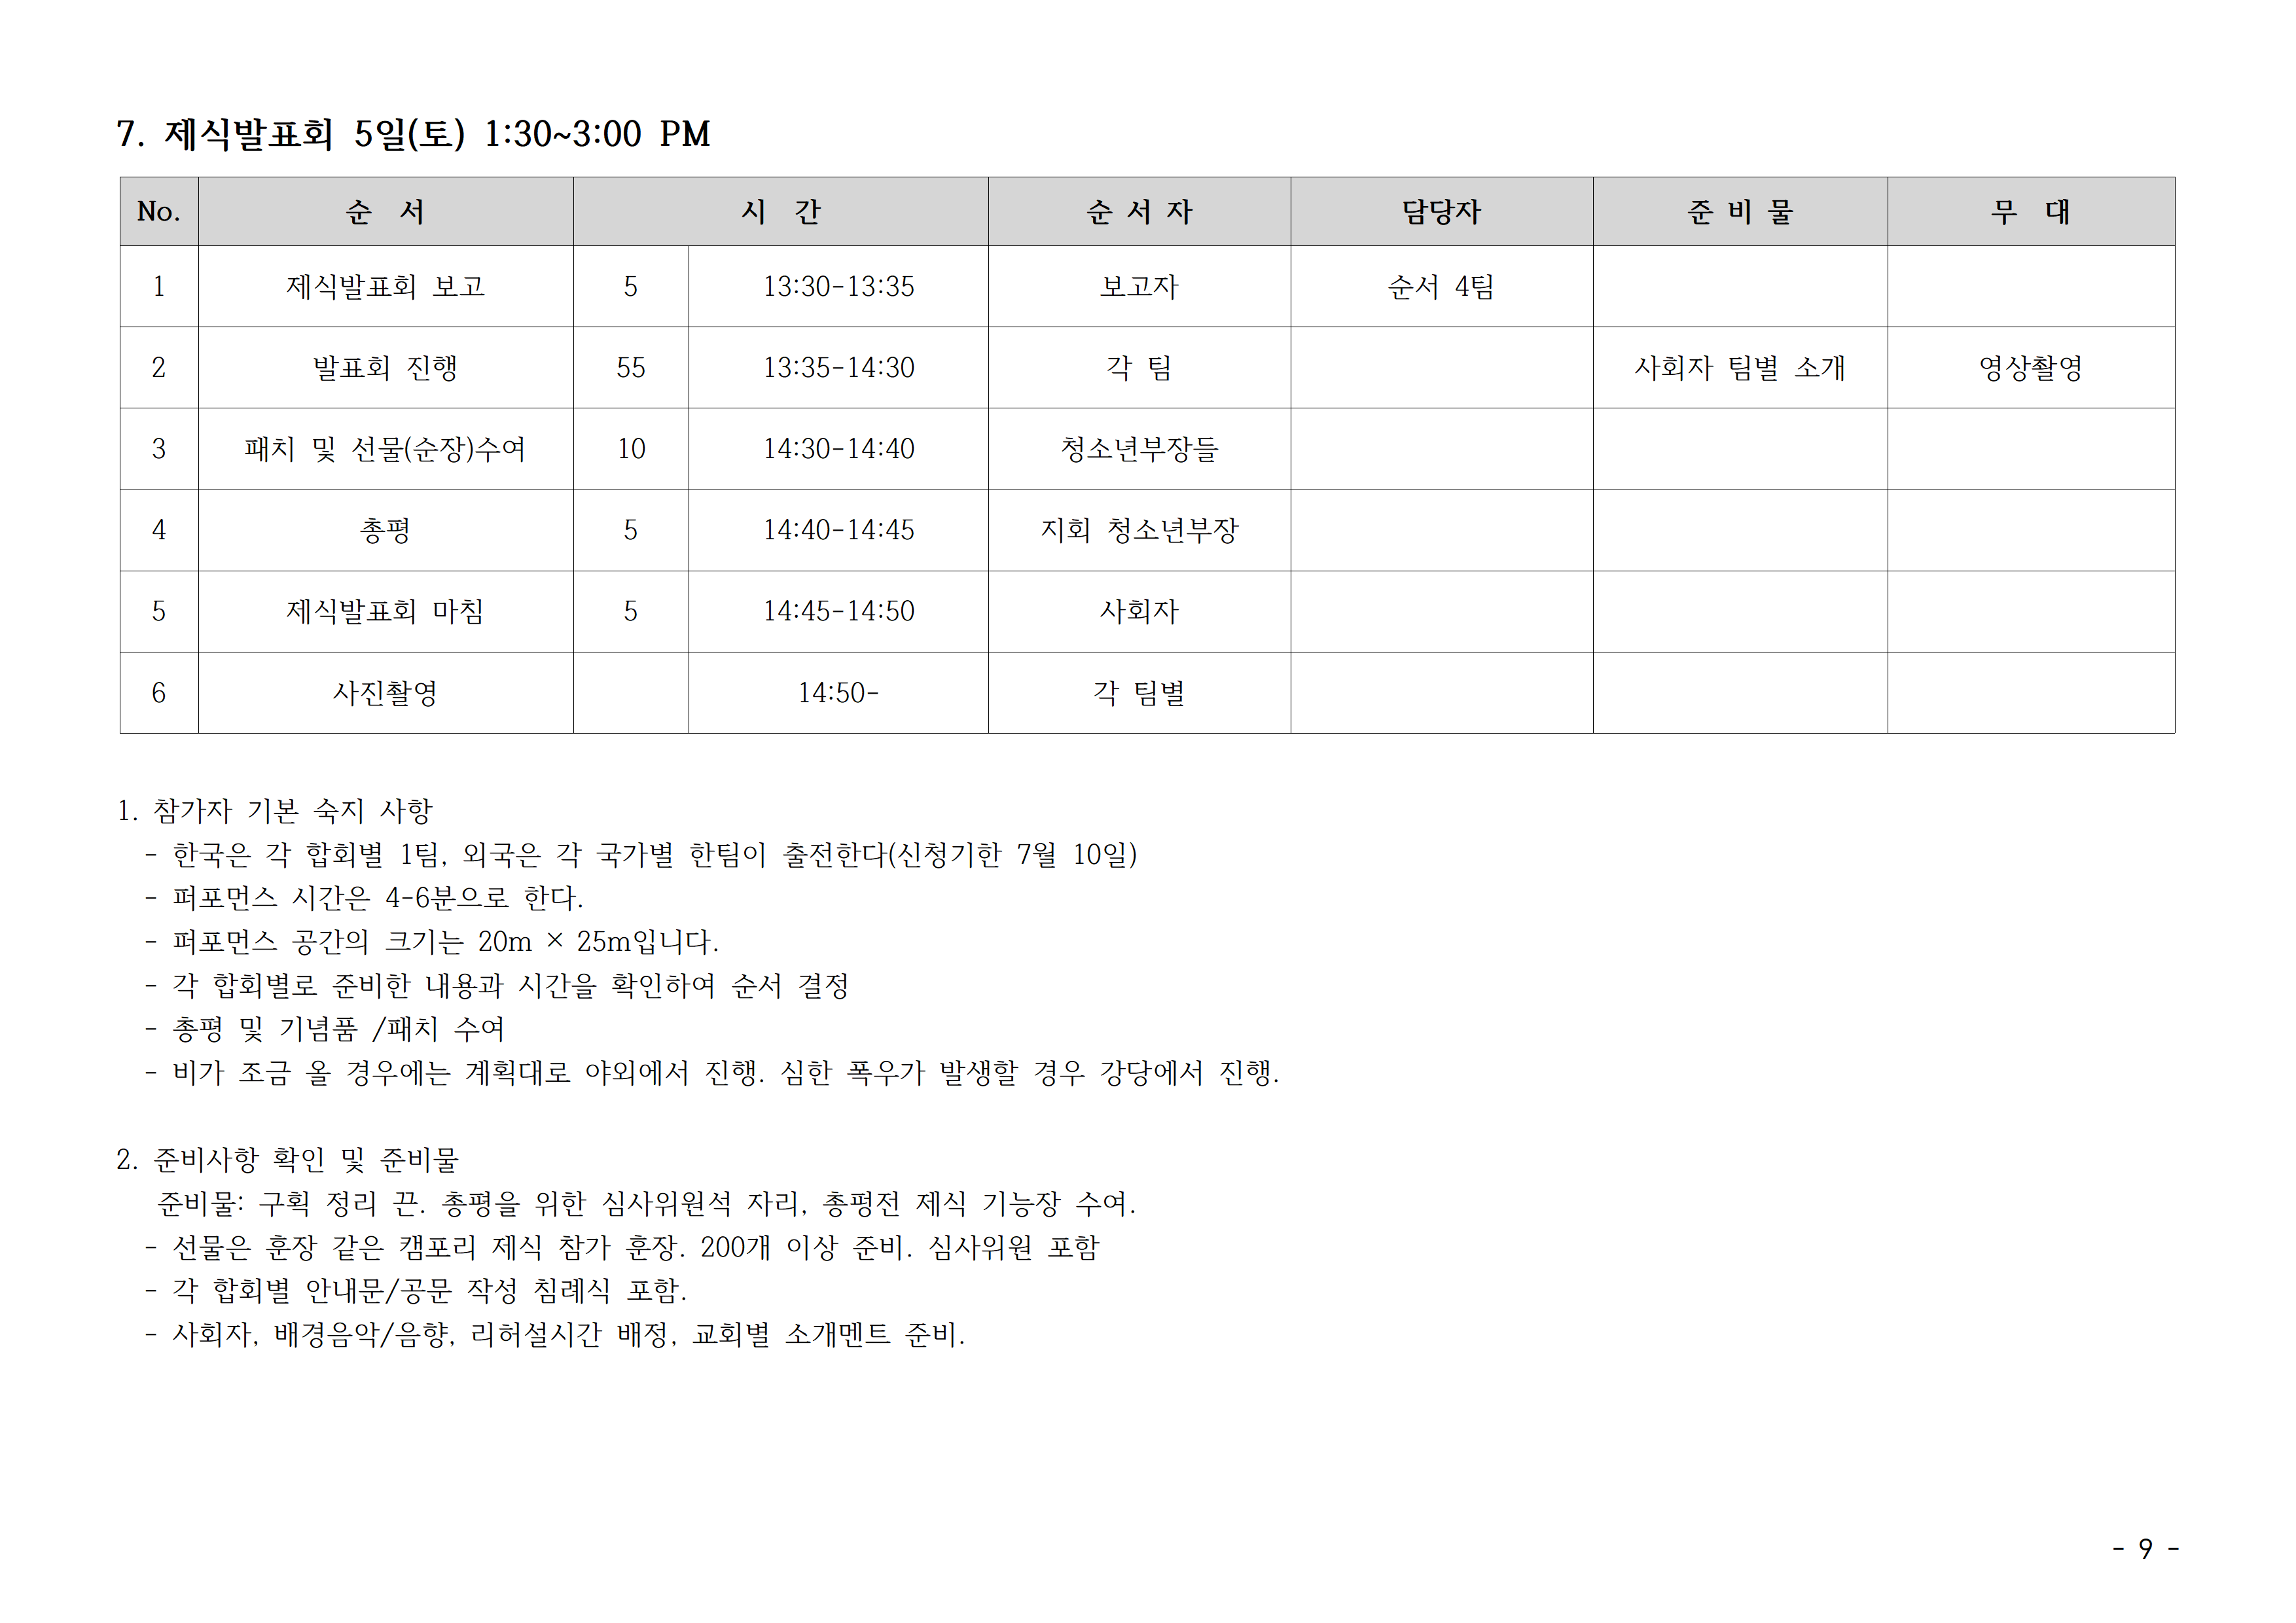 7. 제식발표회 5일(토) 1:30~3:00 PM
No. 순 서 시 간 순 서 자 담당자 준 비 물 무 대
1 제식발표회 보고 5 13:30-13:35 보고자 순서 4팀
2 발표회 진행 55 13:35-14:30 각 팀 사회자 팀별 소개 영상촬영
3 패치 및 선물(순장)수여 10 14:30-14:40 청소년부장들
4 총평 5 14:40-14:45 지회 청소년부장
5 제식발표회 마침 5 14:45-14:50 사회자
6 사진촬영 14:50- 각 팀별
1. 참가자 기본 숙지 사항
- 한국은 각 합회별 1팀, 외국은 각 국가별 한팀이 출전한다(신청기한 7월 10일)
- 퍼포먼스 시간은 4-6분으로 한다.
- 퍼포먼스 공간의 크기는 20m × 25m입니다.
- 각 합회별로 준비한 내용과 시간을 확인하여 순서 결정
- 총평 및 기념품 /패치 수여
- 비가 조금 올 경우에는 계획대로 야외에서 진행. 심한 폭우가 발생할 경우 강당에서 진행.
2. 준비사항 확인 및 준비물
준비물: 구획 정리 끈. 총평을 위한 심사위원석 자리, 총평전 제식 기능장 수여.
- 선물은 훈장 같은 캠포리 제식 참가 훈장. 200개 이상 준비. 심사위원 포함
- 각 합회별 안내문/공문 작성 침례식 포함.
- 사회자, 배경음악/음향, 리허설시간 배정, 교회별 소개멘트 준비.
- 9 -